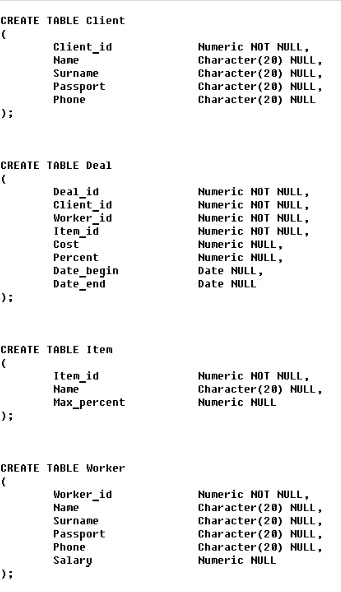 CREATE TABLE Client
(
Client_id Numeric NOT NULL,
Name Character(20) NULL,
Surname Character(20) NULL,
Passport Character(20) NULL,
Phone Character(20) NULL
);
CREATE TABLE Deal
(
Deal_id Numeric NOT NULL,
Client_id Numeric NOT NULL,
Worker_id Numeric NOT NULL,
Item_id Numeric NOT NULL,
Cost Numeric NULL,
Percent Numeric NULL,
Date_begin Date NULL,
Date_end Date NULL
);
CREATE TABLE Item
(
Item_id Numeric NOT NULL,
Name Character(20) NULL,
Max_percent Numeric NULL
);
CREATE TABLE Worker
(
Worker_id Numeric NOT NULL,
Name Character(20) NULL,
Surname Character(20) NULL,
Passport Character(20) NULL,
Phone Character(20) NULL,
Salary Numeric NULL
);